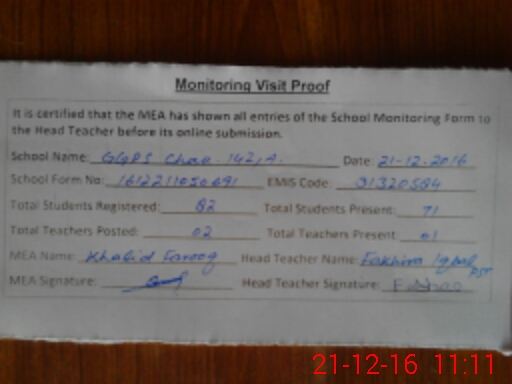 Monitoring Visit Proof
It is certified that the MEA has shown all entries of the School Monitoring Form to
the Head Teacher before its online submission.
School Name: GGPS Chak 142/A. Date: 21-12.2016
School Form No: EMIS Code: 31320584
Total Students Registered: 82 Total Students Present: 71
Total Teachers Posted: 02 Total Teachers Present: 01
MEA Name: Khalid Farooq Head Teacher Name: Fakhira Iqbal PST
MEA Signature: Head Teacher Signature:
21-12-16 11:11